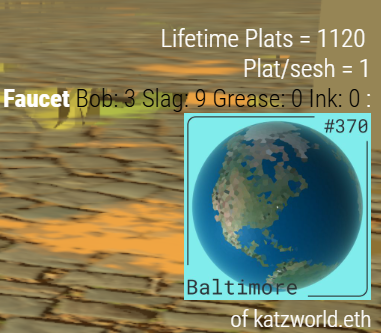 Lifetime Plats = 1120
Plat/sesh = 1
Faucet Bob: 3 Slag: 9 Grease: 0 Ink: 0 :
#370
Baltimore
of katzworld.eth